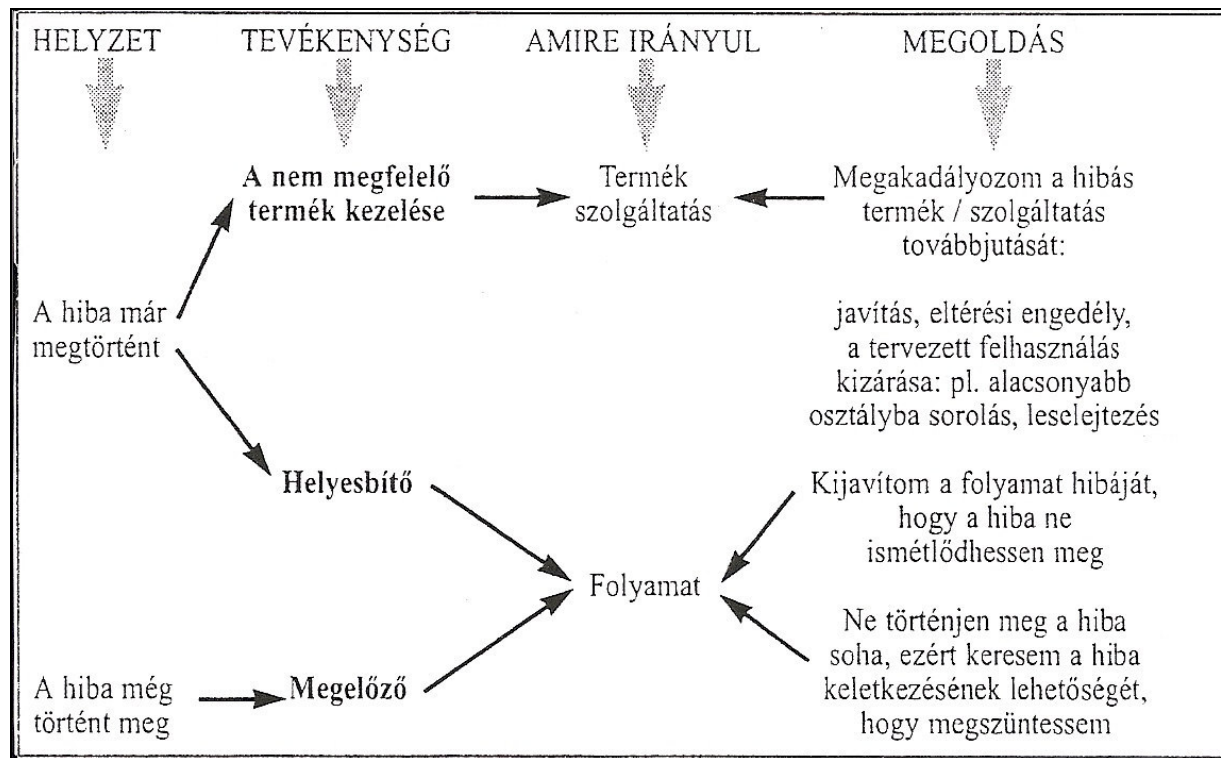 HELYZET
TEVÉKENYSÉG
AMIRE IRÁNYUL
MEGOLDÁS
A nem megfelelő
termék kezelése
Termék
szolgáltatás
Megakadályozom a hibás
termék / szolgáltatás
továbbjutását:
A hiba már
megtörtént
javítás, eltérési engedély,
a tervezett felhasználás
kizárása: pl. alacsonyabb
osztályba sorolás, leselejtezés
Helyesbítő
Kijavítom a folyamat hibáját,
hogy a hiba ne
ismétlődhessen meg
Folyamat
A hiba még
történt meg
Megelőző
Ne történjen meg a hiba
soha, ezért keresem a hiba
keletkezésének lehetőségét,
hogy megszüntessem